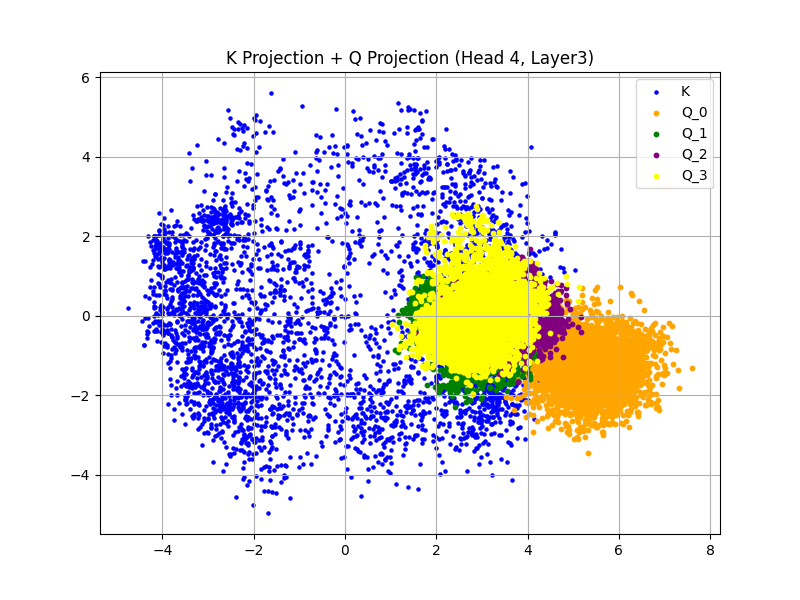 K Projection + Q Projection (Head 4, Layer3)
6
4
2
0
−2
−4
−4
−2
0
2
4
6
8
K
Q_0
Q_1
Q_2
Q_3